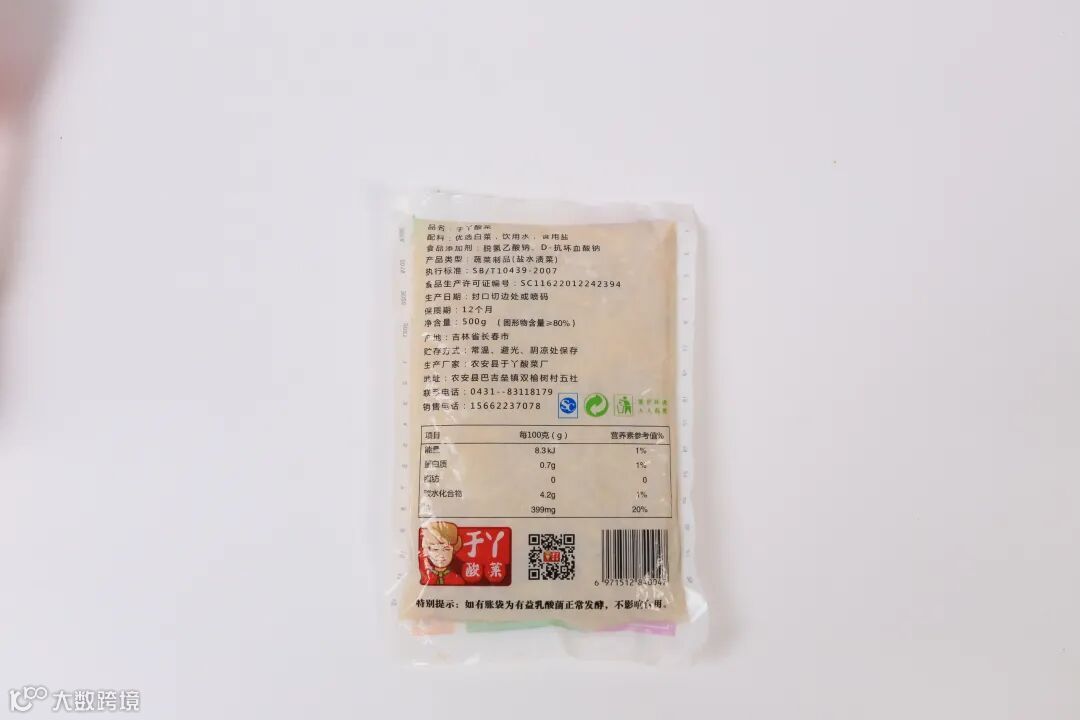 品名：于丫酸菜
配料：优选白菜、饮用水、食用盐
食品添加剂：脱氢乙酸钠、D-抗坏血酸钠
产品类型：蔬菜制品(盐水渍菜)
执行标准：SB/T10439-2007
食品生产许可证编号：SC11622012242394
生产日期：封口切边处或喷码
保质期：12个月
净含量：500g （固形物含量≥80%）
产地：吉林省长春市
贮存方式：常温、避光、阴凉处保存
生产厂家：农安县于丫酸菜厂
地址：农安县巴吉垒镇双榆树村五社
联系电话：0431--83118179
销售电话：15662237078
项目 每100克(g) 营养素参考值%
能量 8.3kJ 1%
蛋白质 0.7g 1%
脂肪 0 0
碳水化合物 4.2g 1%
399mg 20%
于丫
酸菜
6 971512 8400
特别提示：如有胀袋为有益乳酸菌正常发酵，不影响食用。
大数跨境